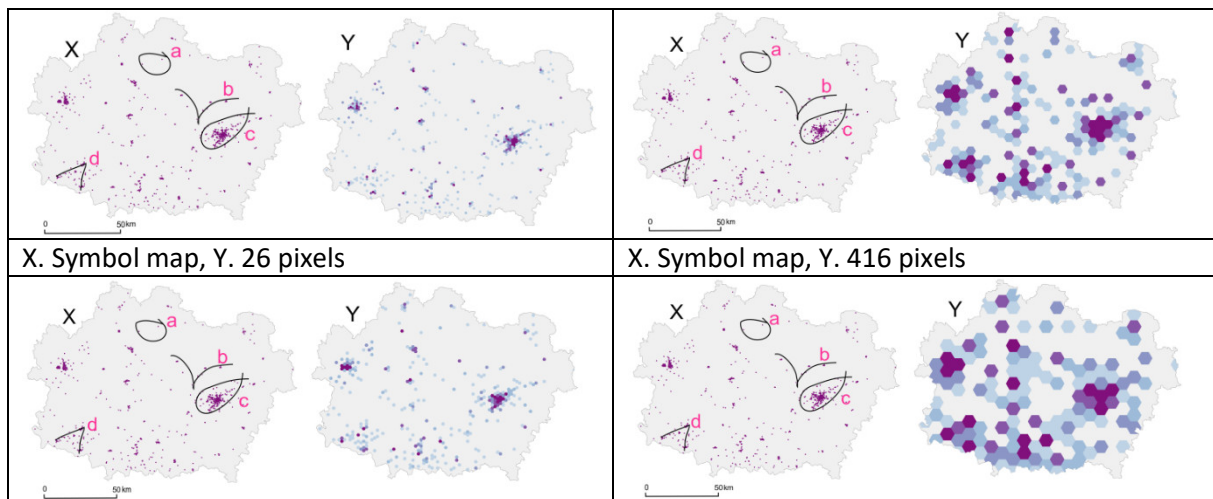 X
a
b
c
d
0
50km
Y
X
a
b
c
d
0
50km
Y
X. Symbol map, Y. 26 pixels
X. Symbol map, Y. 416 pixels
X
a
b
c
d
0
50km
Y
X
a
b
c
d
0
50km
Y